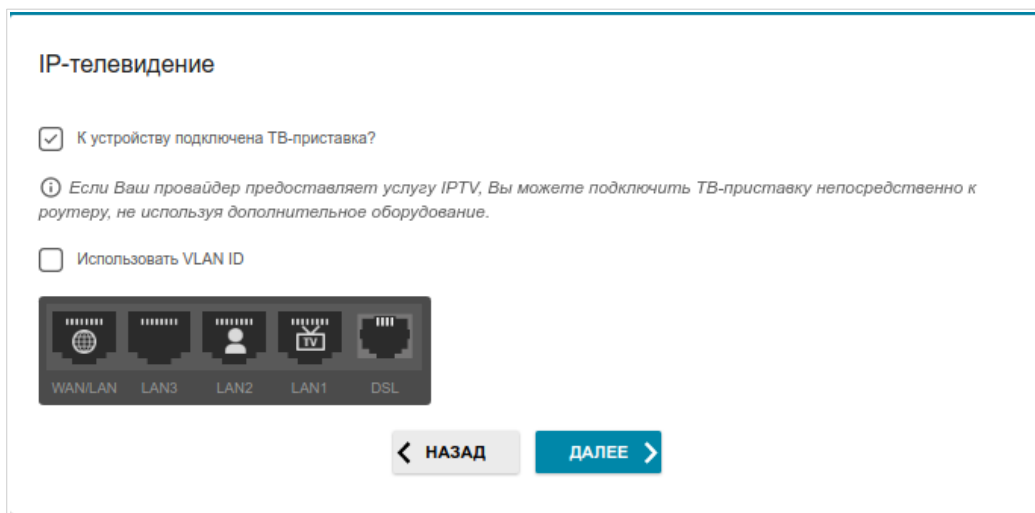 IP-телевидение
К устройству подключена ТВ-приставка?
Если Ваш провайдер предоставляет услугу IPTV, Вы можете подключить ТВ-приставку непосредственно к
роутеру, не используя дополнительное оборудование.
Использовать VLAN ID
TV
WAN/LAN LAN3 LAN2 LAN1 DSL
НАЗАД ДАЛЕЕ